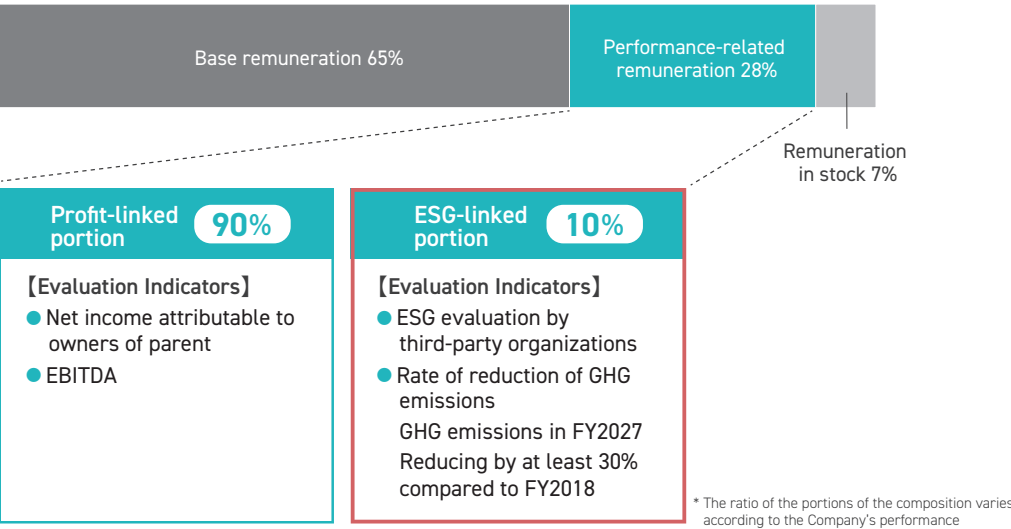 Base remuneration 65%
Performance-related
remuneration 28%
Remuneration
in stock 7%
Profit-linked
portion
90%
【Evaluation Indicators】
● Net income attributable to
owners of parent
● EBITDA
ESG-linked
portion
10%
【Evaluation Indicators】
● ESG evaluation by
third-party organizations
● Rate of reduction of GHG
emissions
GHG emissions in FY2027
Reducing by at least 30%
compared to FY2018
* The ratio of the portions of the composition varies
according to the Company's performance